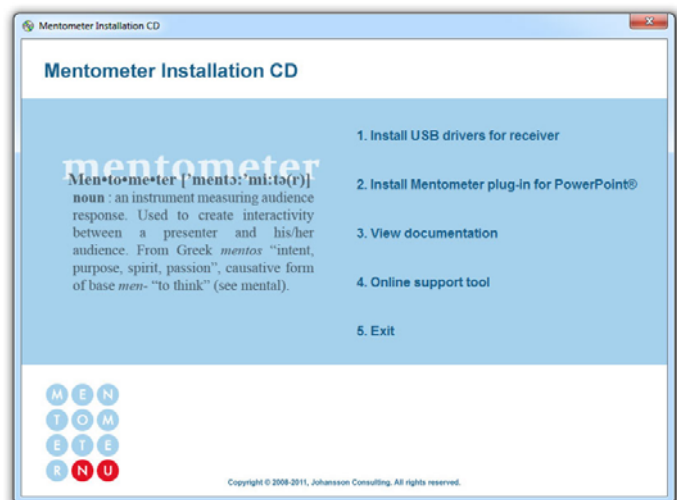 Mentometer Installation CD
Mentometer Installation CD
mentometer
Men•to•me•ter ['mentə:'mi:tə(r)]
noun : an instrument measuring audience
response. Used to create interactivity
between a presenter and his/her
audience. From Greek mentos “intent,
purpose, spirit, passion”, causative form
of base men- “to think” (see mental).
1. Install USB drivers for receiver
2. Install Mentometer plug-in for PowerPoint®
3. View documentation
4. Online support tool
5. Exit
M E N
T O M
E T E
R N U
Copyright © 2008-2011, Johansson Consulting. All rights reserved.